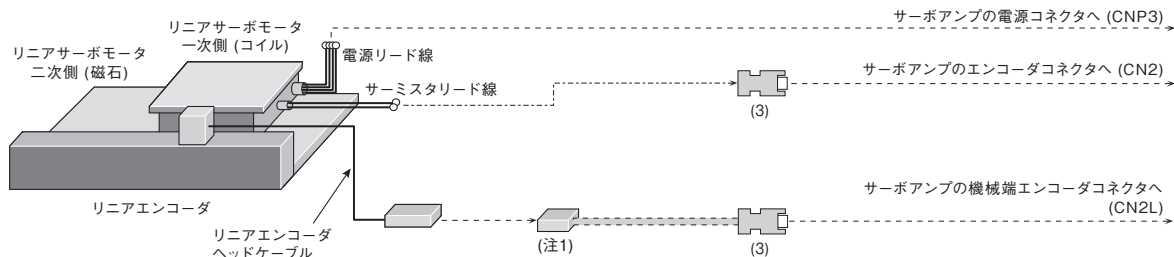 サーボアンプの電源コネクタへ (CNP3)
リニアサーボモータ
一次側 (コイル)
リニアサーボモータ
二次側 (磁石)
電源リード線
サーボアンプのエンコーダコネクタへ (CN2)
サーミスタリード線
(3)
サーボアンプの機械端エンコーダコネクタへ
(CN2L)
リニアエンコーダ
リニアエンコーダ
ヘッドケーブル
(注1)
(3)